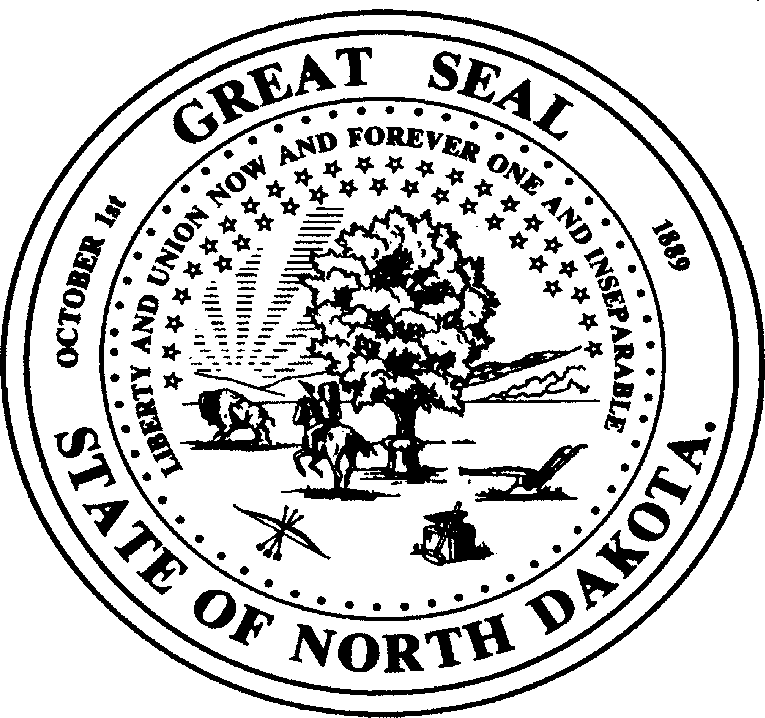 GREAT SEAL
OCTOBER 1st
1889
LIBERTY AND UNION NOW AND FOREVER ONE AND INSEPARABLE
STATE OF NORTH DAKOTA.